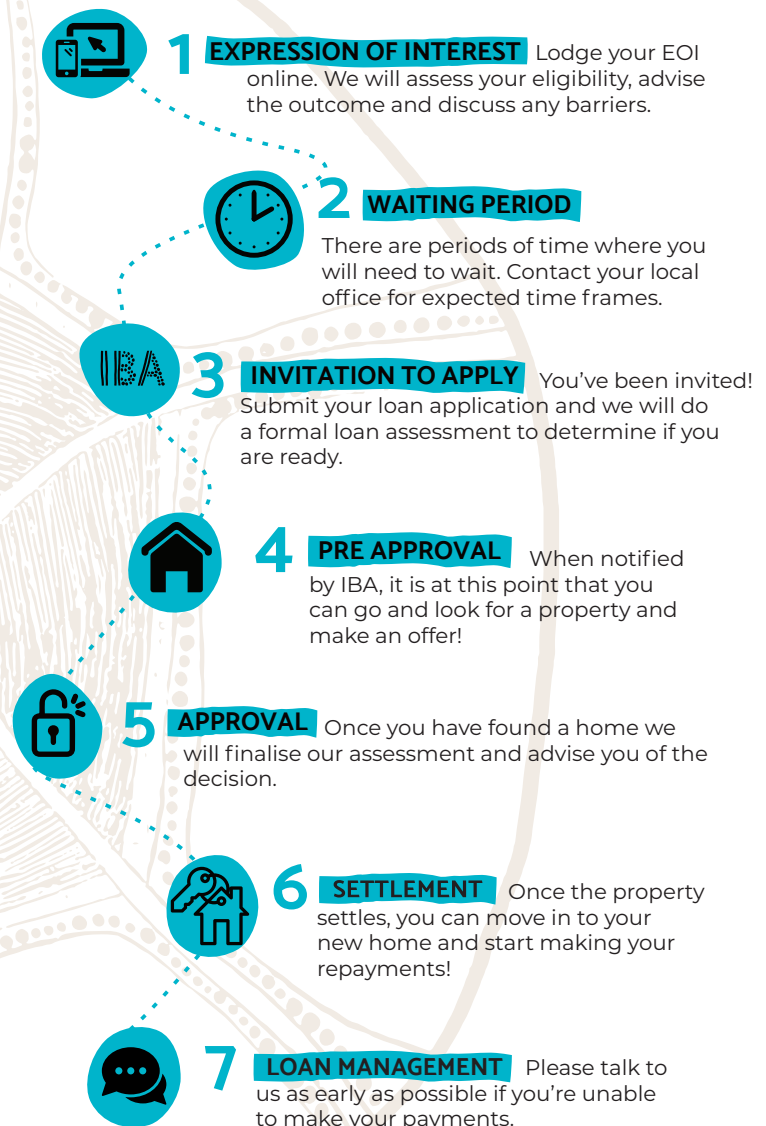 1 EXPRESSION OF INTEREST Lodge your EOI
online. We will assess your eligibility, advise
the outcome and discuss any barriers.
2 WAITING PERIOD
There are periods of time where you
will need to wait. Contact your local
office for expected time frames.
IBA
3 INVITATION TO APPLY You’ve been invited!
Submit your loan application and we will do
a formal loan assessment to determine if you
are ready.
4 PRE APPROVAL When notified
by IBA, it is at this point that you
can go and look for a property and
make an offer!
5 APPROVAL Once you have found a home we
will finalise our assessment and advise you of the
decision.
6 SETTLEMENT Once the property
settles, you can move in to your
new home and start making your
repayments!
7 LOAN MANAGEMENT Please talk to
us as early as possible if you’re unable
to make your payments.